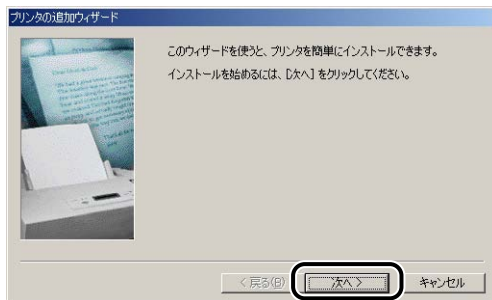 プリンタの追加ウィザード
このウィザードを使うと、プリンタを簡単にインストールできます。
インストールを始めるには、[次へ] をクリックしてください。
< 戻る(B)
次へ >
キャンセル